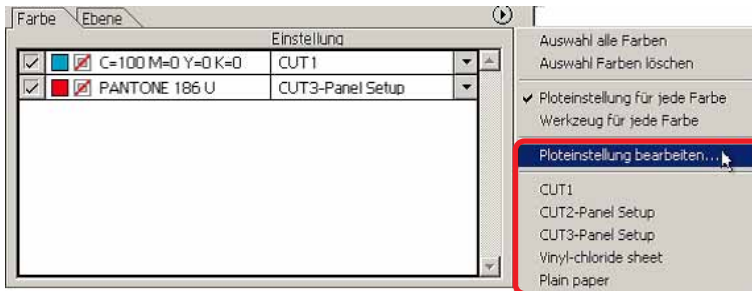 Farbe Ebene
Einstellung
C=100 M=0 Y=0 K=0 CUT1
PANTONE 186 U CUT3-Panel Setup
Auswahl alle Farben
Auswahl Farben löschen
Ploteinstellung für jede Farbe
Werkzeug für jede Farbe
Ploteinstellung bearbeiten...
CUT1
CUT2-Panel Setup
CUT3-Panel Setup
Vinyl-chloride sheet
Plain paper